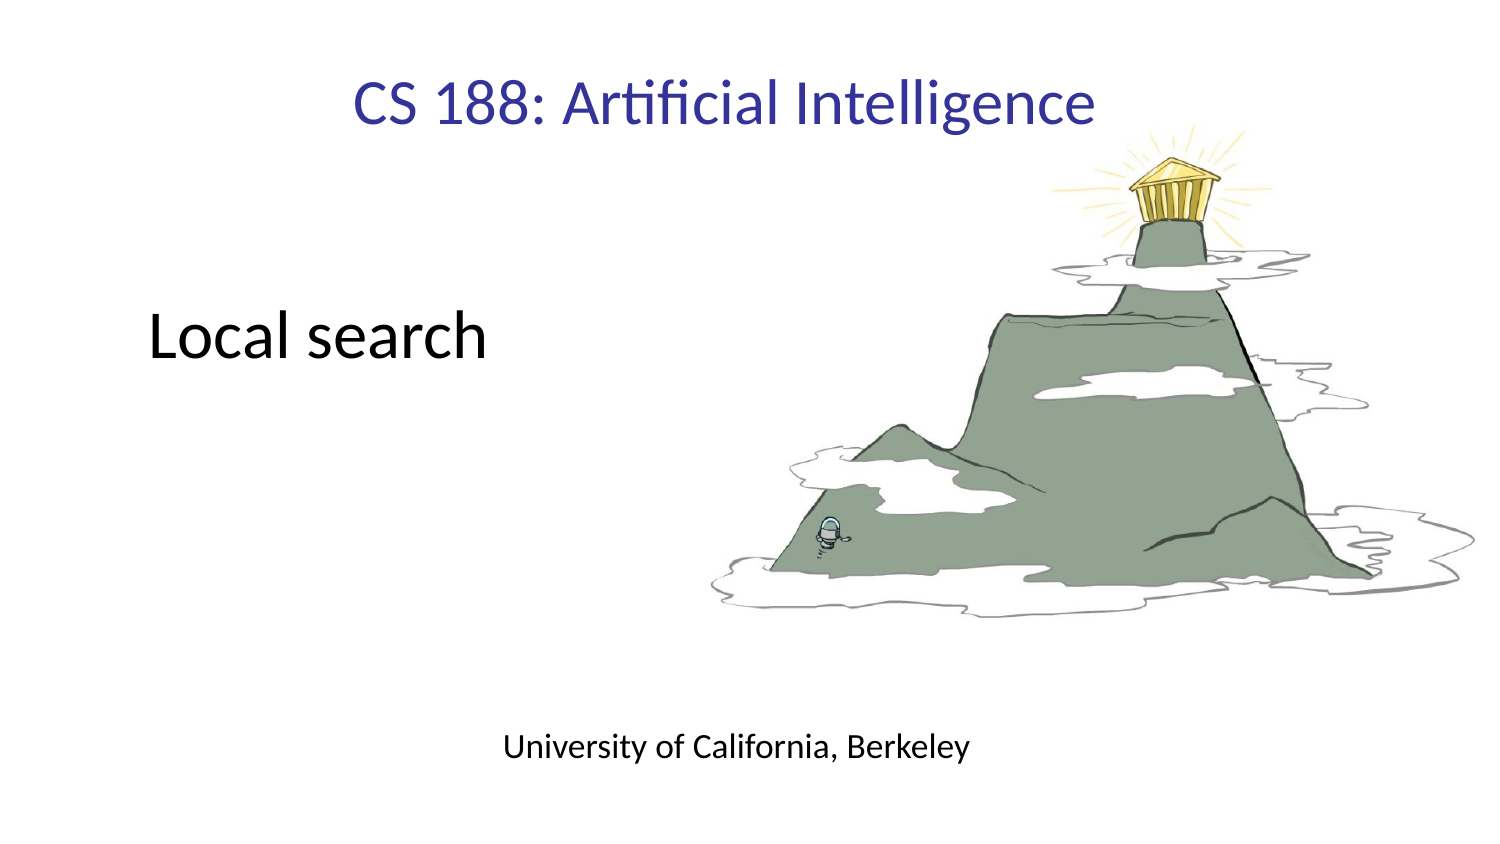 CS 188: Artificial Intelligence
Local search
University of California, Berkeley